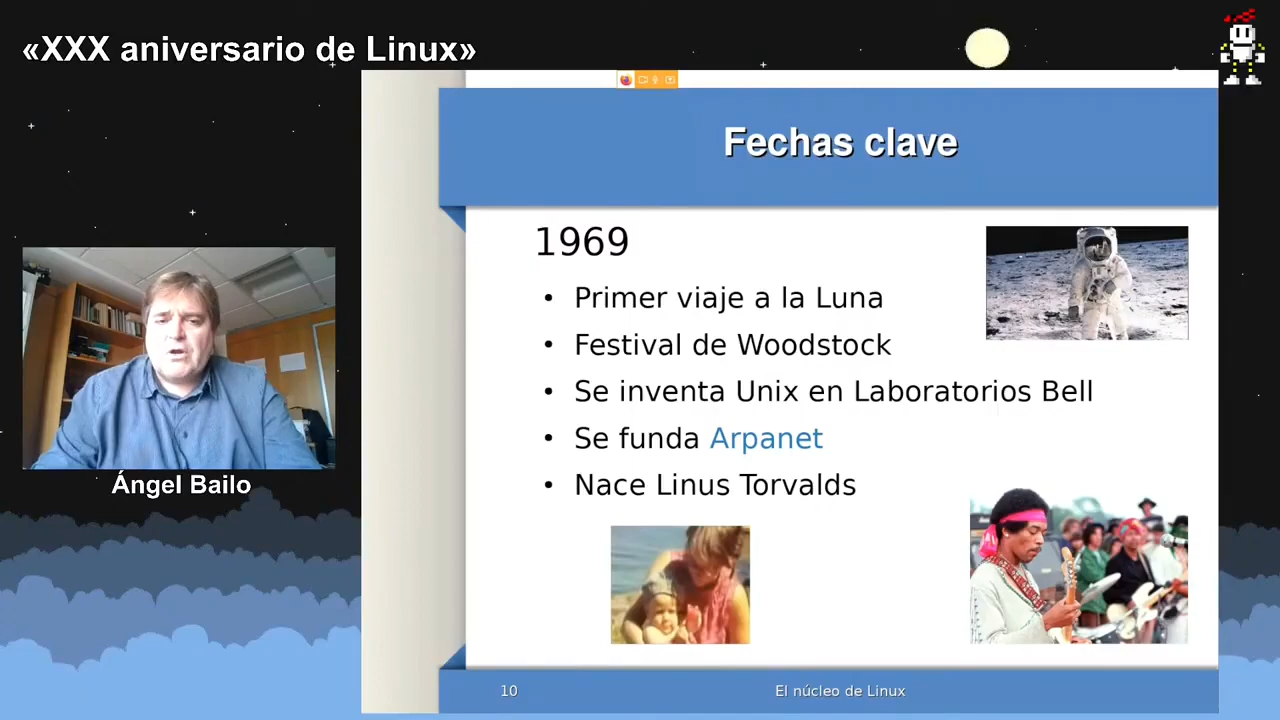 «XXX aniversario de Linux»
Fechas clave
1969
• Primer viaje a la Luna
• Festival de Woodstock
• Se inventa Unix en Laboratorios Bell
• Se funda Arpanet
• Nace Linus Torvalds
Ángel Bailo
10
El núcleo de Linux